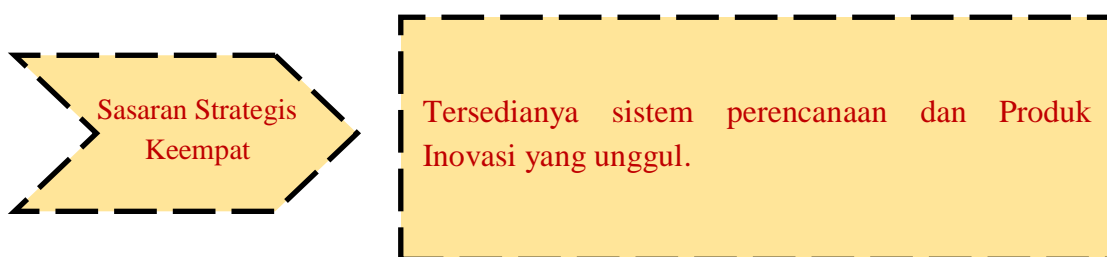 Sasaran Strategis
Keempat
Tersedianya sistem perencanaan dan Produk
Inovasi yang unggul.